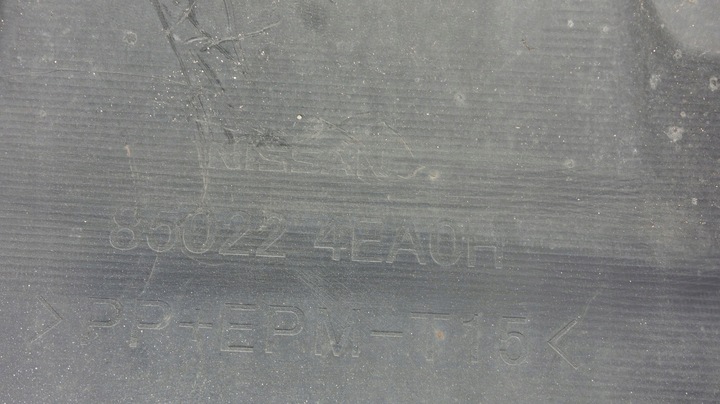 NISSAN
85022 4EA0H
>PP+EPM-T15<